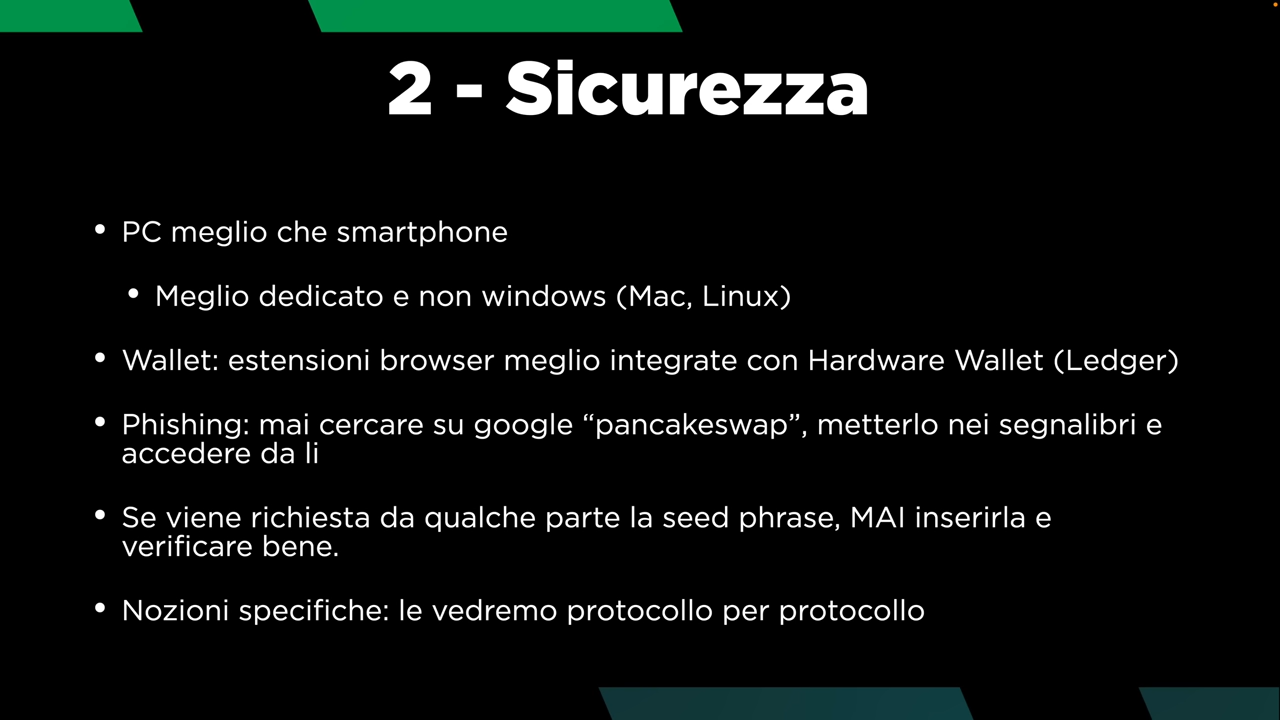 2 - Sicurezza
• PC meglio che smartphone
• Meglio dedicato e non windows (Mac, Linux)
• Wallet: estensioni browser meglio integrate con Hardware Wallet (Ledger)
• Phishing: mai cercare su google “pancakeswap”, metterlo nei segnalibri e
accedere da li
• Se viene richiesta da qualche parte la seed phrase, MAI inserirla e
verificare bene.
• Nozioni specifiche: le vedremo protocollo per protocollo